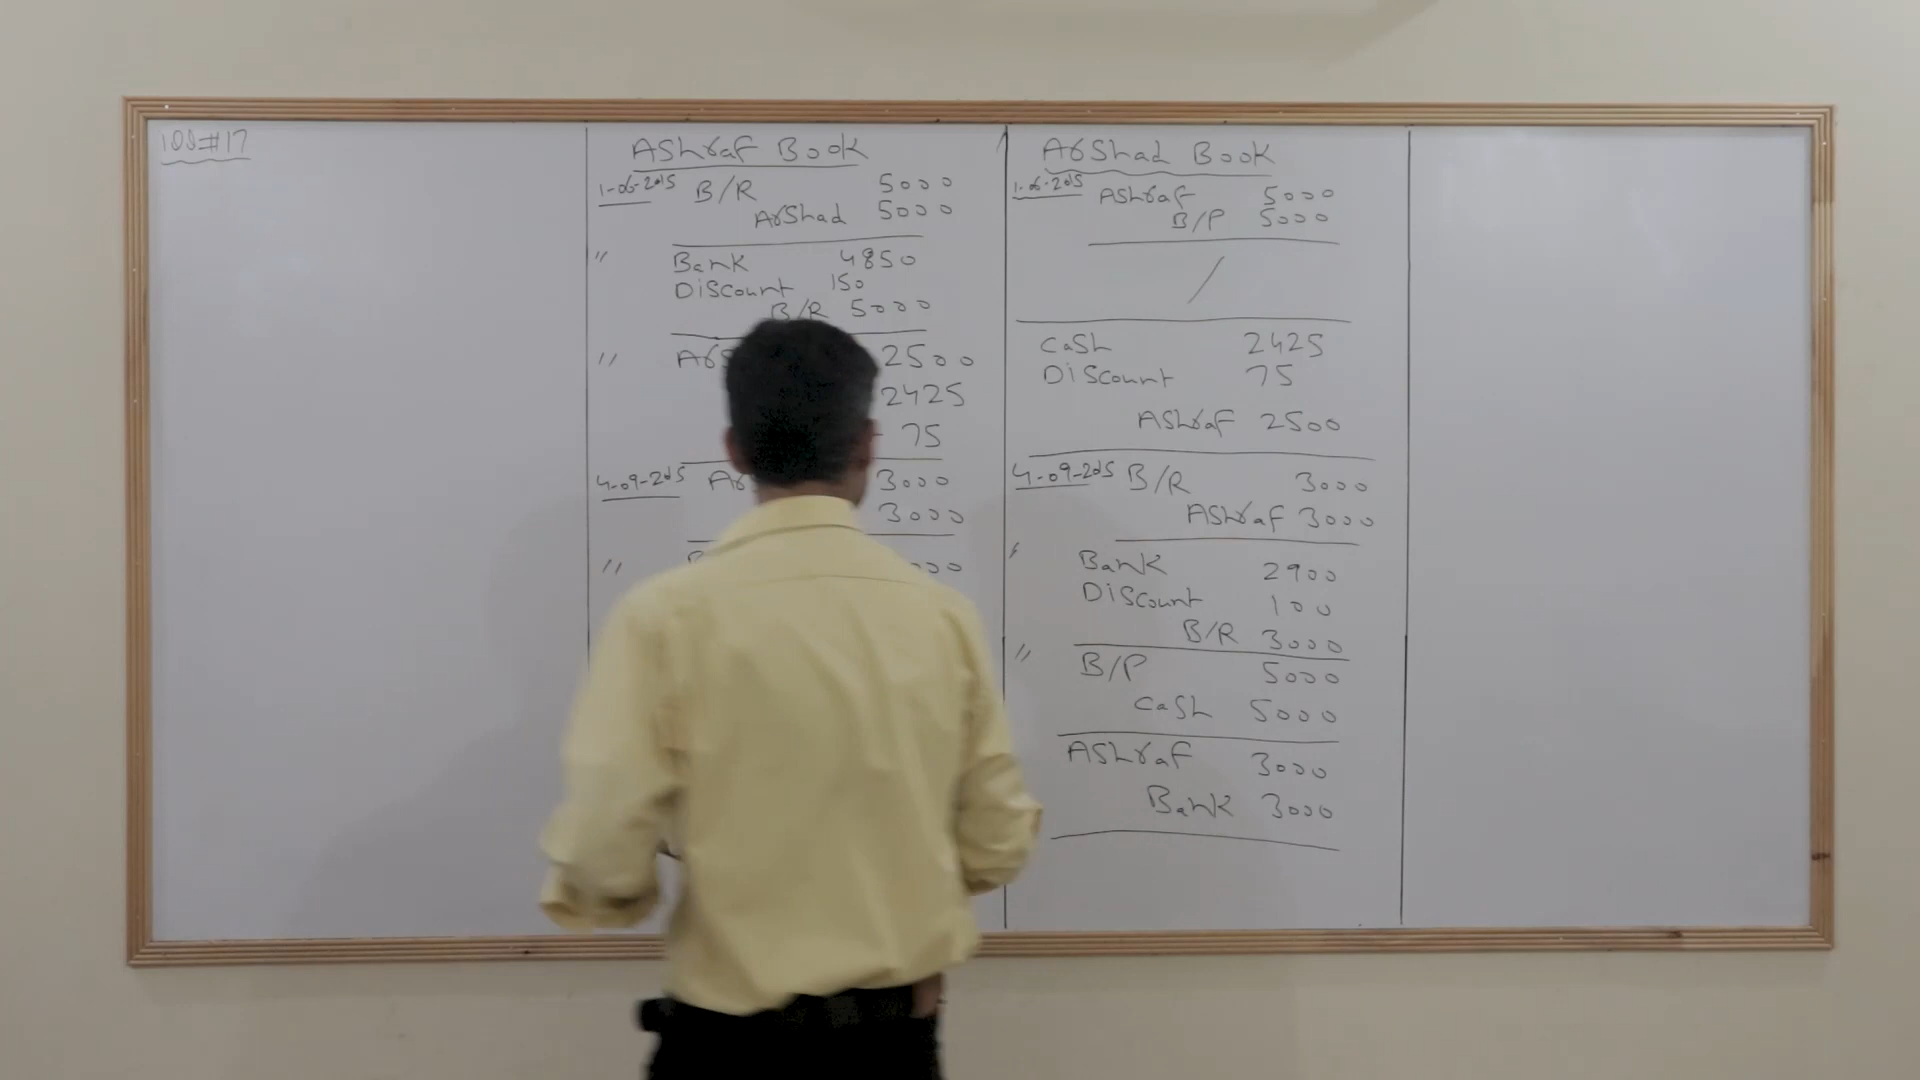 Ashraf Book
1-06-2015 B/R 5000
Arshad 5000
" Bank 4850
Discount 150
B/R 5000
" 2500
2425
75
4-09-2015 3000
3000
"
Arshad Book
1-06-2015 Ashraf 5000
B/P 5000
/
Cash 2425
Discount 75
Ashraf 2500
4-09-2015 B/R 3000
Ashraf 3000
Bank 2900
Discount 100
B/R 3000
" B/P 5000
Cash 5000
Ashraf 3000
Bank 3000